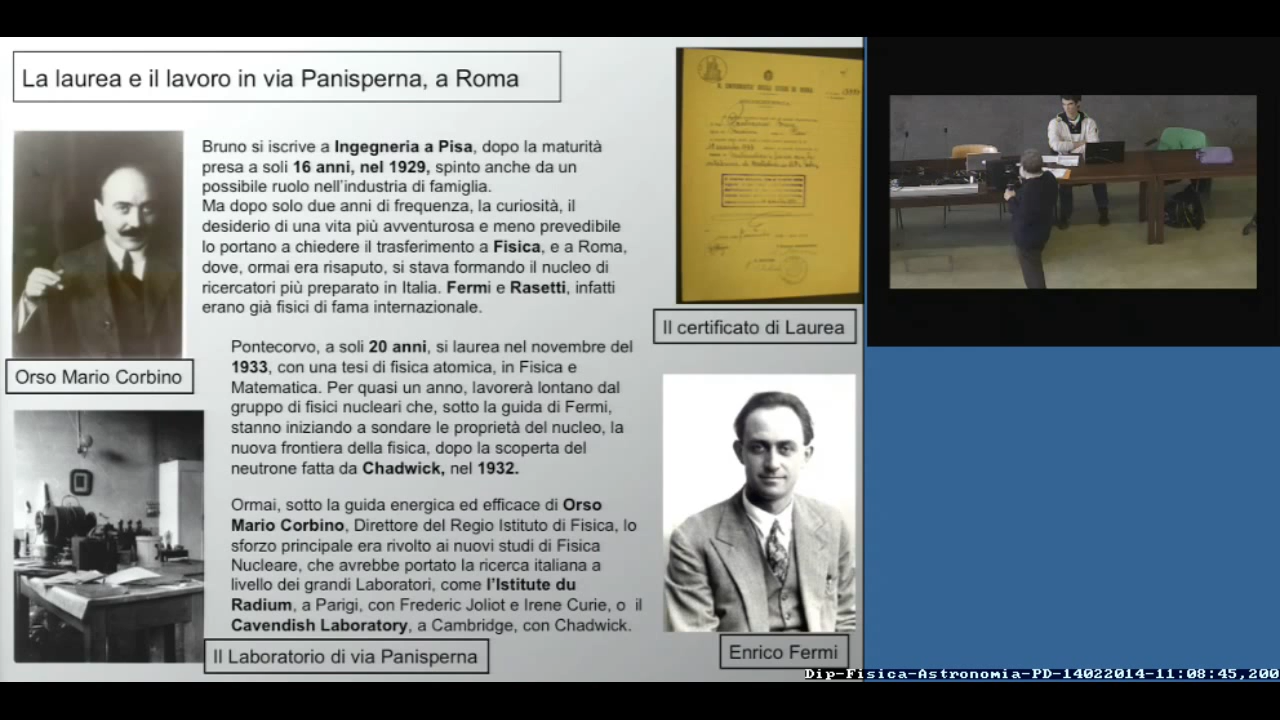 La laurea e il lavoro in via Panisperna, a Roma
Bruno si iscrive a Ingegneria a Pisa, dopo la maturità
presa a soli 16 anni, nel 1929, spinto anche da un
possibile ruolo nell'industria di famiglia.
Ma dopo solo due anni di frequenza, la curiosità, il
desiderio di una vita più avventurosa e meno prevedibile
lo portano a chiedere il trasferimento a Fisica, e a Roma,
dove, ormai era risaputo, si stava formando il nucleo di
ricercatori più preparato in Italia. Fermi e Rasetti, infatti
erano già fisici di fama internazionale.
Il certificato di Laurea
Orso Mario Corbino
Pontecorvo, a soli 20 anni, si laurea nel novembre del
1933, con una tesi di fisica atomica, in Fisica e
Matematica. Per quasi un anno, lavorerà lontano dal
gruppo di fisici nucleari che, sotto la guida di Fermi,
stanno iniziando a sondare le proprietà del nucleo, la
nuova frontiera della fisica, dopo la scoperta del
neutrone fatta da Chadwick, nel 1932.
Ormai, sotto la guida energica ed efficace di Orso
Mario Corbino, Direttore del Regio Istituto di Fisica, lo
sforzo principale era rivolto ai nuovi studi di Fisica
Nucleare, che avrebbe portato la ricerca italiana a
livello dei grandi Laboratori, come l'Istitute du
Radium, a Parigi, con Frederic Joliot e Irene Curie, o il
Cavendish Laboratory, a Cambridge, con Chadwick.
Il Laboratorio di via Panisperna
Enrico Fermi
Dip-Fisica-Astronomia-PD-14022014-11:08:45,200